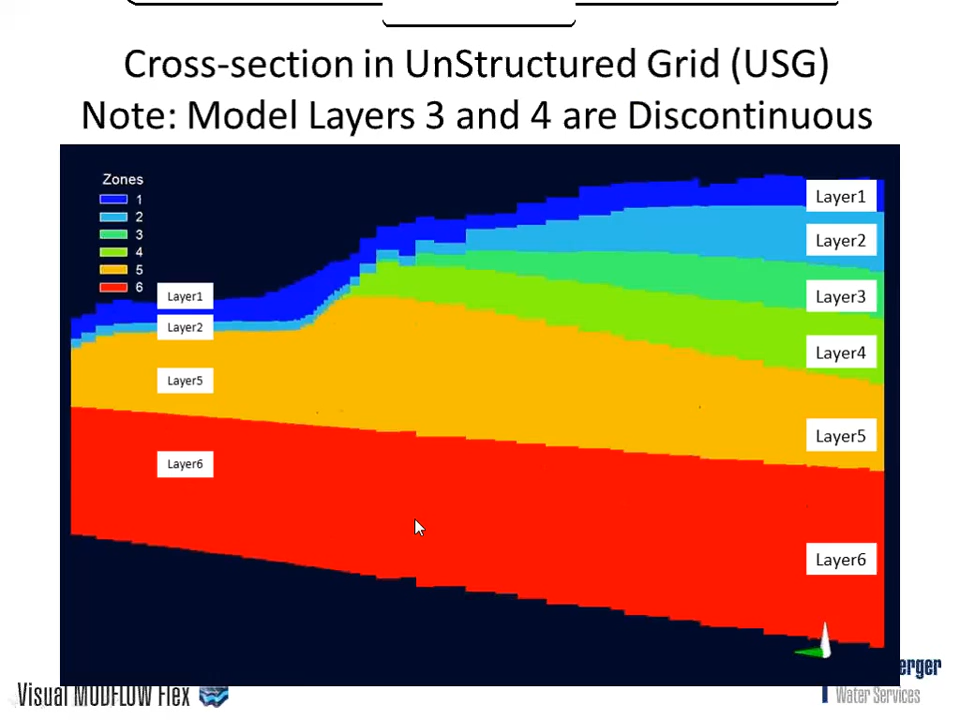 Cross-section in UnStructured Grid (USG)
Note: Model Layers 3 and 4 are Discontinuous
Zones
1
2
3
4
5
6
Layer1
Layer2
Layer5
Layer6
Layer1
Layer2
Layer3
Layer4
Layer5
Layer6
Visual MODFLOW Flex
erger
Water Services